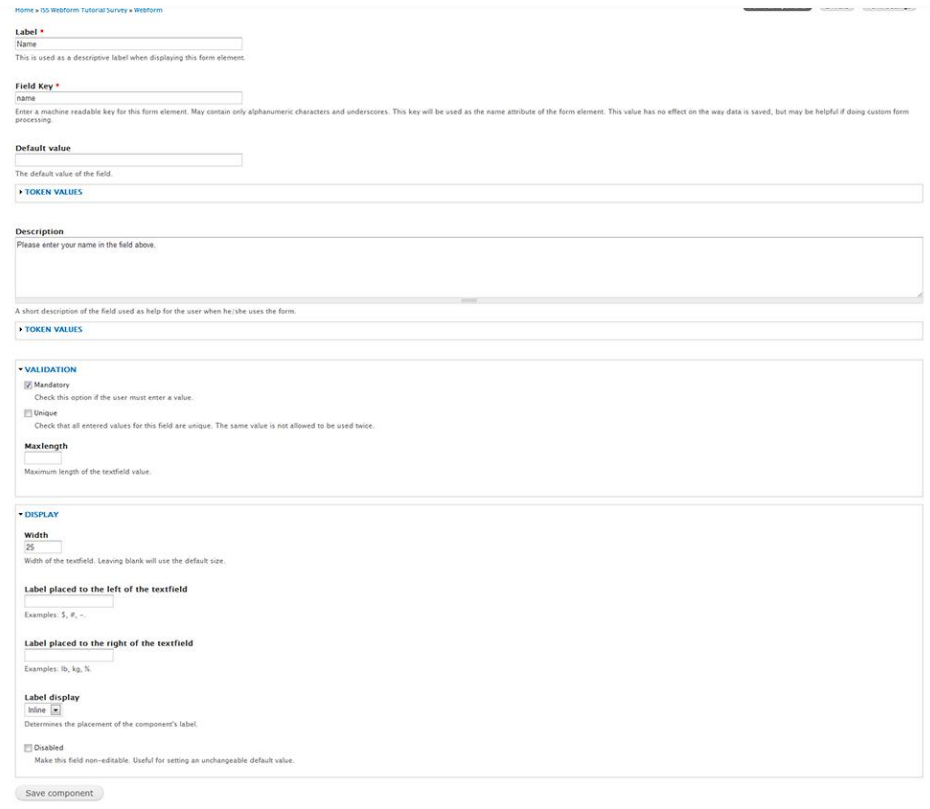 Home » ISS Webform Tutorial Survey » Webform
Label *
Name
This is used as a descriptive label when displaying this form element.
Field Key *
name
Enter a machine readable key for this form element. May contain only alphanumeric characters and underscores. This key will be used as the name attribute of the form element. This value has no effect on the way data is saved, but may be helpful if doing custom form
processing.
Default value
The default value of the field.
TOKEN VALUES
Description
Please enter your name in the field above.
A short description of the field used as help for the user when he/she uses the form.
TOKEN VALUES
VALIDATION
Mandatory
Check this option if the user must enter a value.
Unique
Check that all entered values for this field are unique. The same value is not allowed to be used twice.
Maxlength
Maximum length of the textfield value.
DISPLAY
Width
25
Width of the textfield. Leaving blank will use the default size.
Label placed to the left of the textfield
Examples: $, #, -.
Label placed to the right of the textfield
Examples: lb, kg, %.
Label display
Inline
Determines the placement of the component's label.
Disabled
Make this field non-editable. Useful for setting an unchangeable default value.
Save component